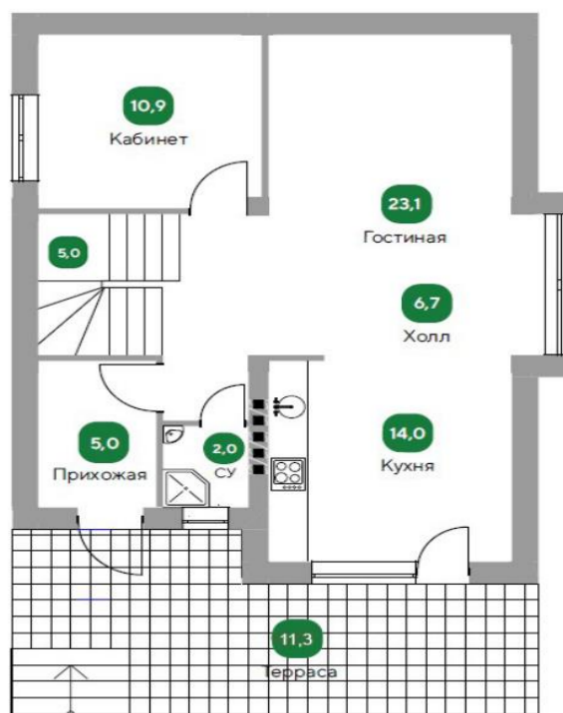 10,9
Кабинет
23,1
Гостиная
5,0
6,7
Холл
5,0
Прихожая
2,0
СУ
14,0
Кухня
11,3
Терраса